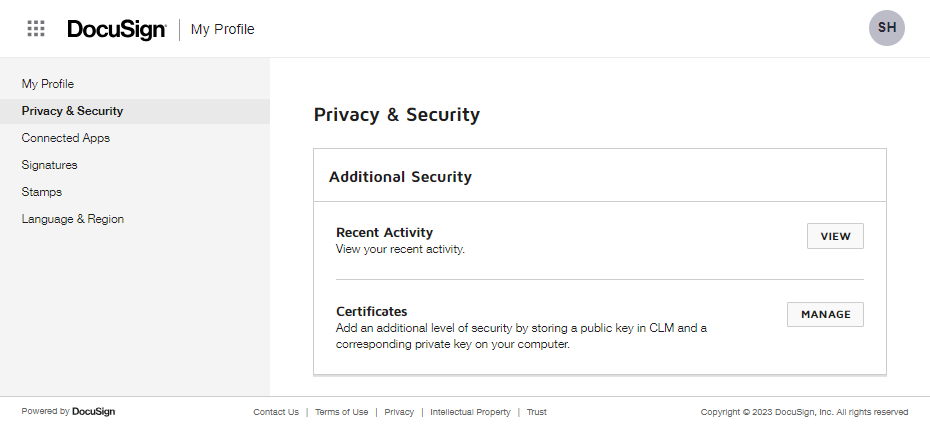 DocuSign | My Profile
SH
My Profile
Privacy & Security
Connected Apps
Signatures
Stamps
Language & Region
Privacy & Security
Additional Security
Recent Activity
View your recent activity.
VIEW
Certificates
Add an additional level of security by storing a public key in CLM and a
corresponding private key on your computer.
MANAGE
Powered by DocuSign
Contact Us | Terms of Use | Privacy | Intellectual Property | Trust
Copyright © 2023 DocuSign, Inc. All rights reserved